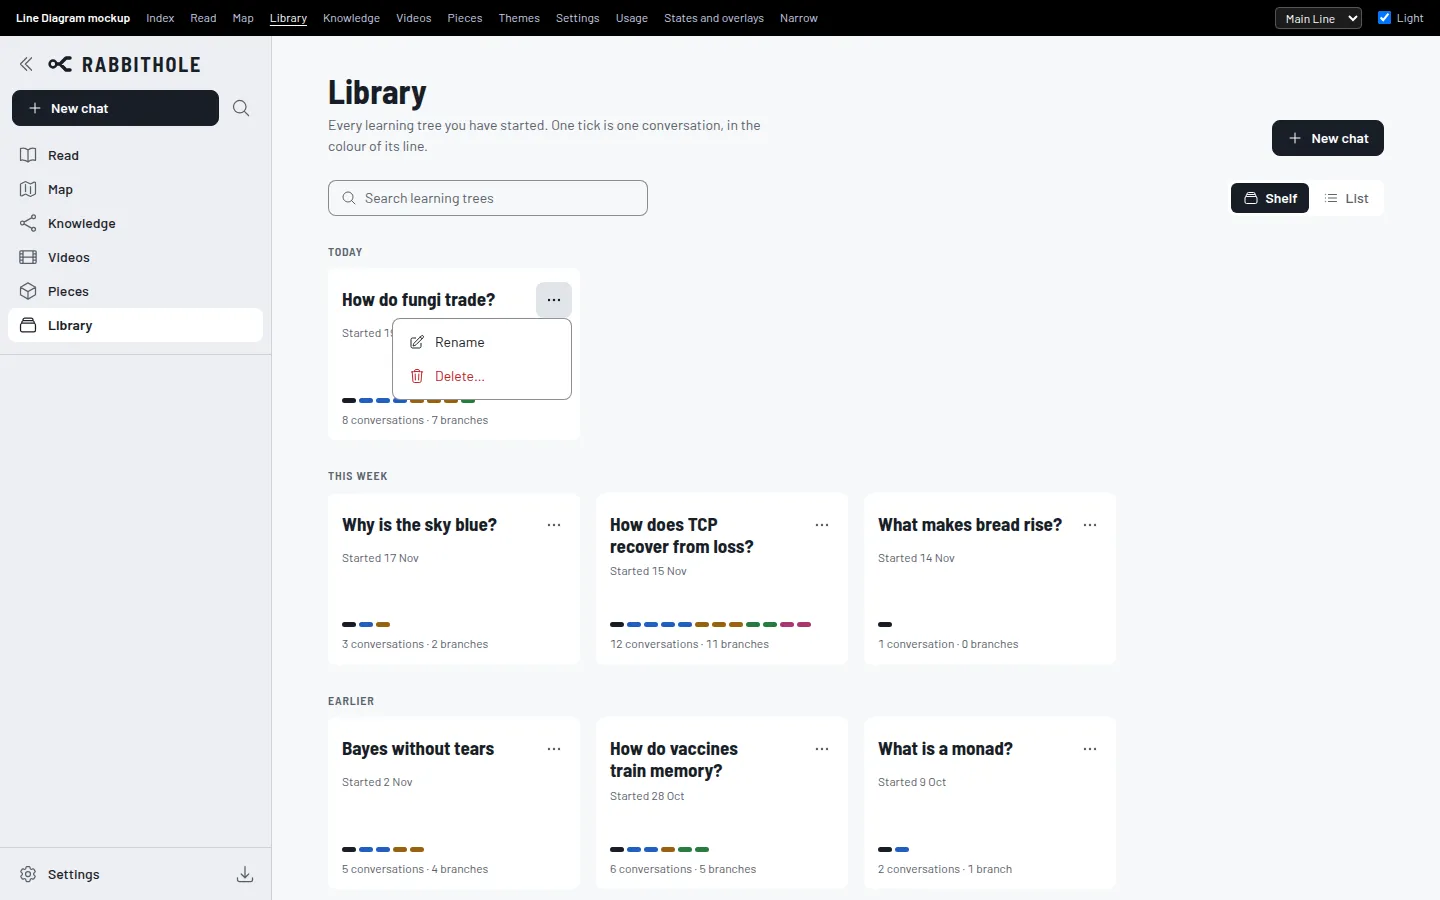 Line Diagram mockup Index Read Map Library Knowledge Videos Pieces Themes Settings Usage States and overlays Narrow Main Line Light
RABBITHOLE
New chat
Read
Map
Knowledge
Videos
Pieces
Library
Settings
Library
Every learning tree you have started. One tick is one conversation, in the
colour of its line.
New chat
Search learning trees
Shelf List
TODAY
How do fungi trade?
Started
Rename
Delete...
8 conversations · 7 branches
THIS WEEK
Why is the sky blue?
Started 17 Nov
3 conversations · 2 branches
How does TCP
recover from loss?
Started 15 Nov
12 conversations · 11 branches
What makes bread rise?
Started 14 Nov
1 conversation · 0 branches
EARLIER
Bayes without tears
Started 2 Nov
5 conversations · 4 branches
How do vaccines
train memory?
Started 28 Oct
6 conversations · 5 branches
What is a monad?
Started 9 Oct
2 conversations · 1 branch